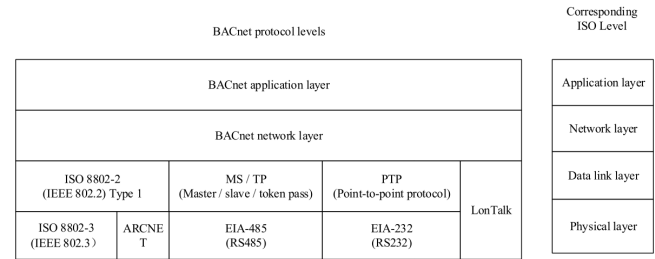 Corresponding
ISO Level
BACnet protocol levels
BACnet application layer
Application layer
BACnet network layer
Network layer
ISO 8802-2
(IEEE 802.2) Type 1
MS / TP
(Master / slave / token pass)
PTP
(Point-to-point protocol)
LonTalk
Data link layer
ISO 8802-3
(IEEE 802.3）
ARCNE
T
EIA-485
(RS485)
EIA-232
(RS232)
Physical layer